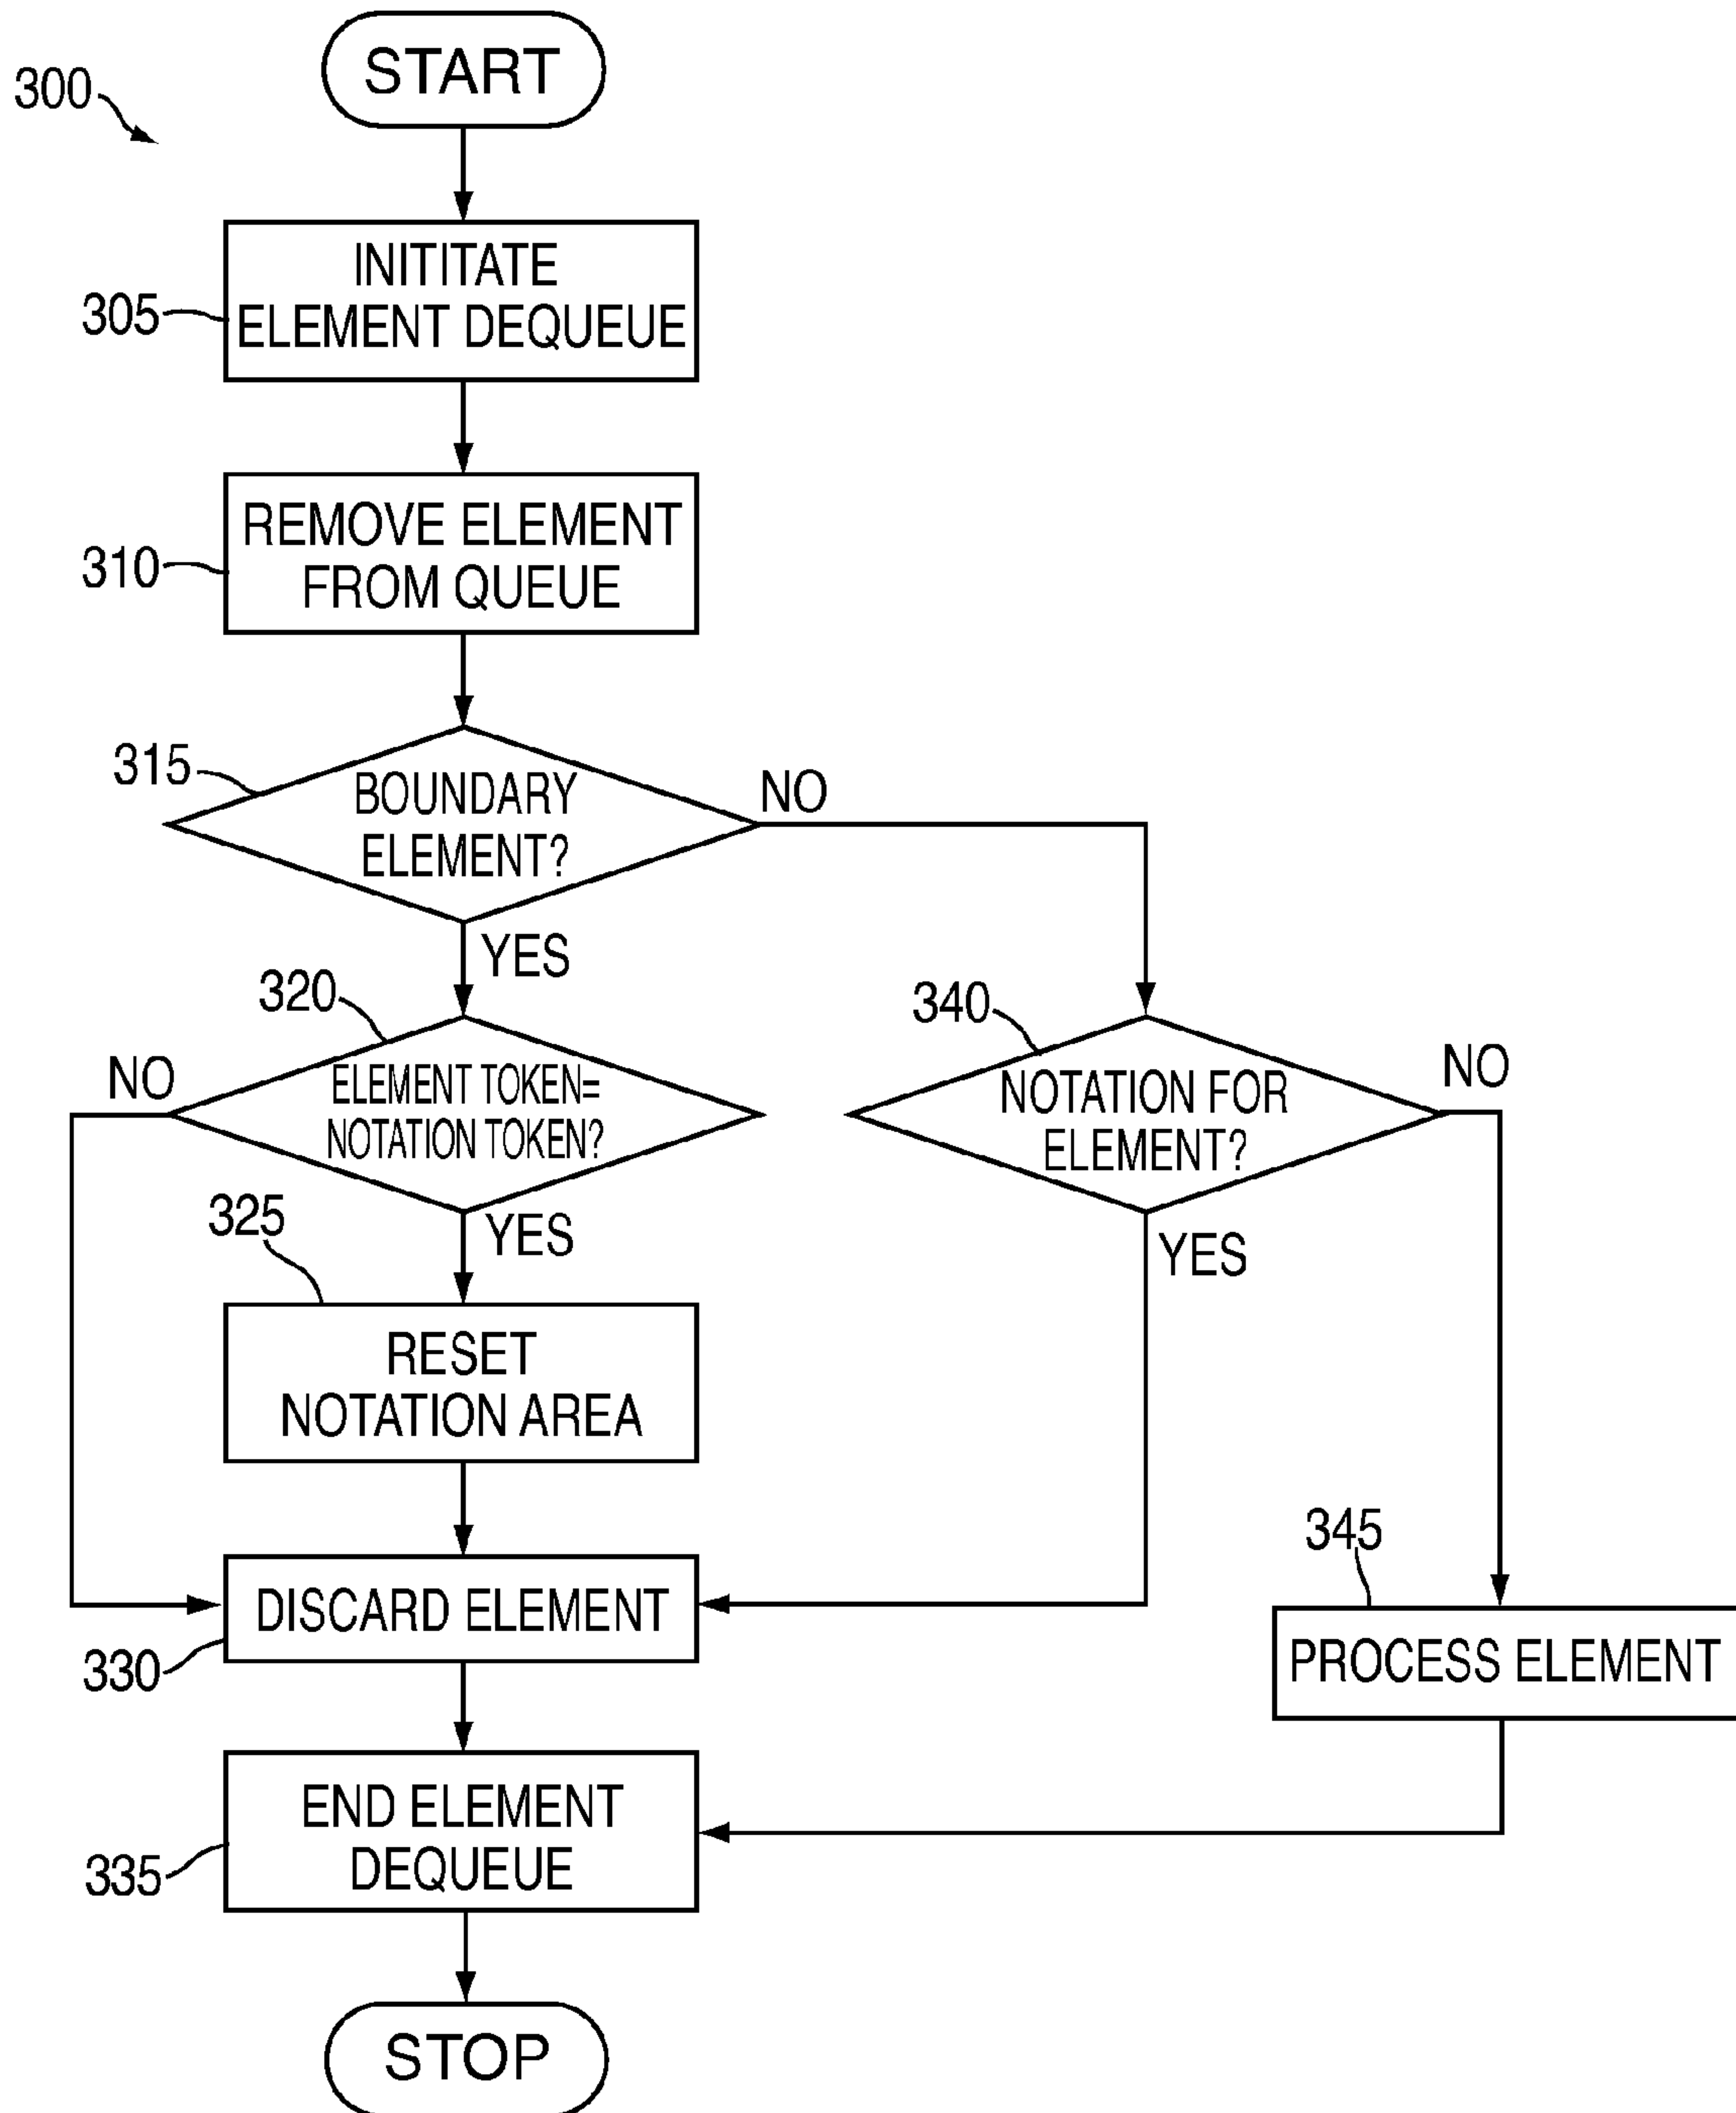 START
300
INITITATE
ELEMENT DEQUEUE
305
REMOVE ELEMENT
FROM QUEUE
310
315
BOUNDARY
ELEMENT?
NO
YES
320
340
NO
ELEMENT TOKEN=
NOTATION TOKEN?
NOTATION FOR
ELEMENT?
NO
325
YES
YES
RESET
NOTATION AREA
345
DISCARD ELEMENT
330
PROCESS ELEMENT
END ELEMENT
DEQUEUE
335
STOP